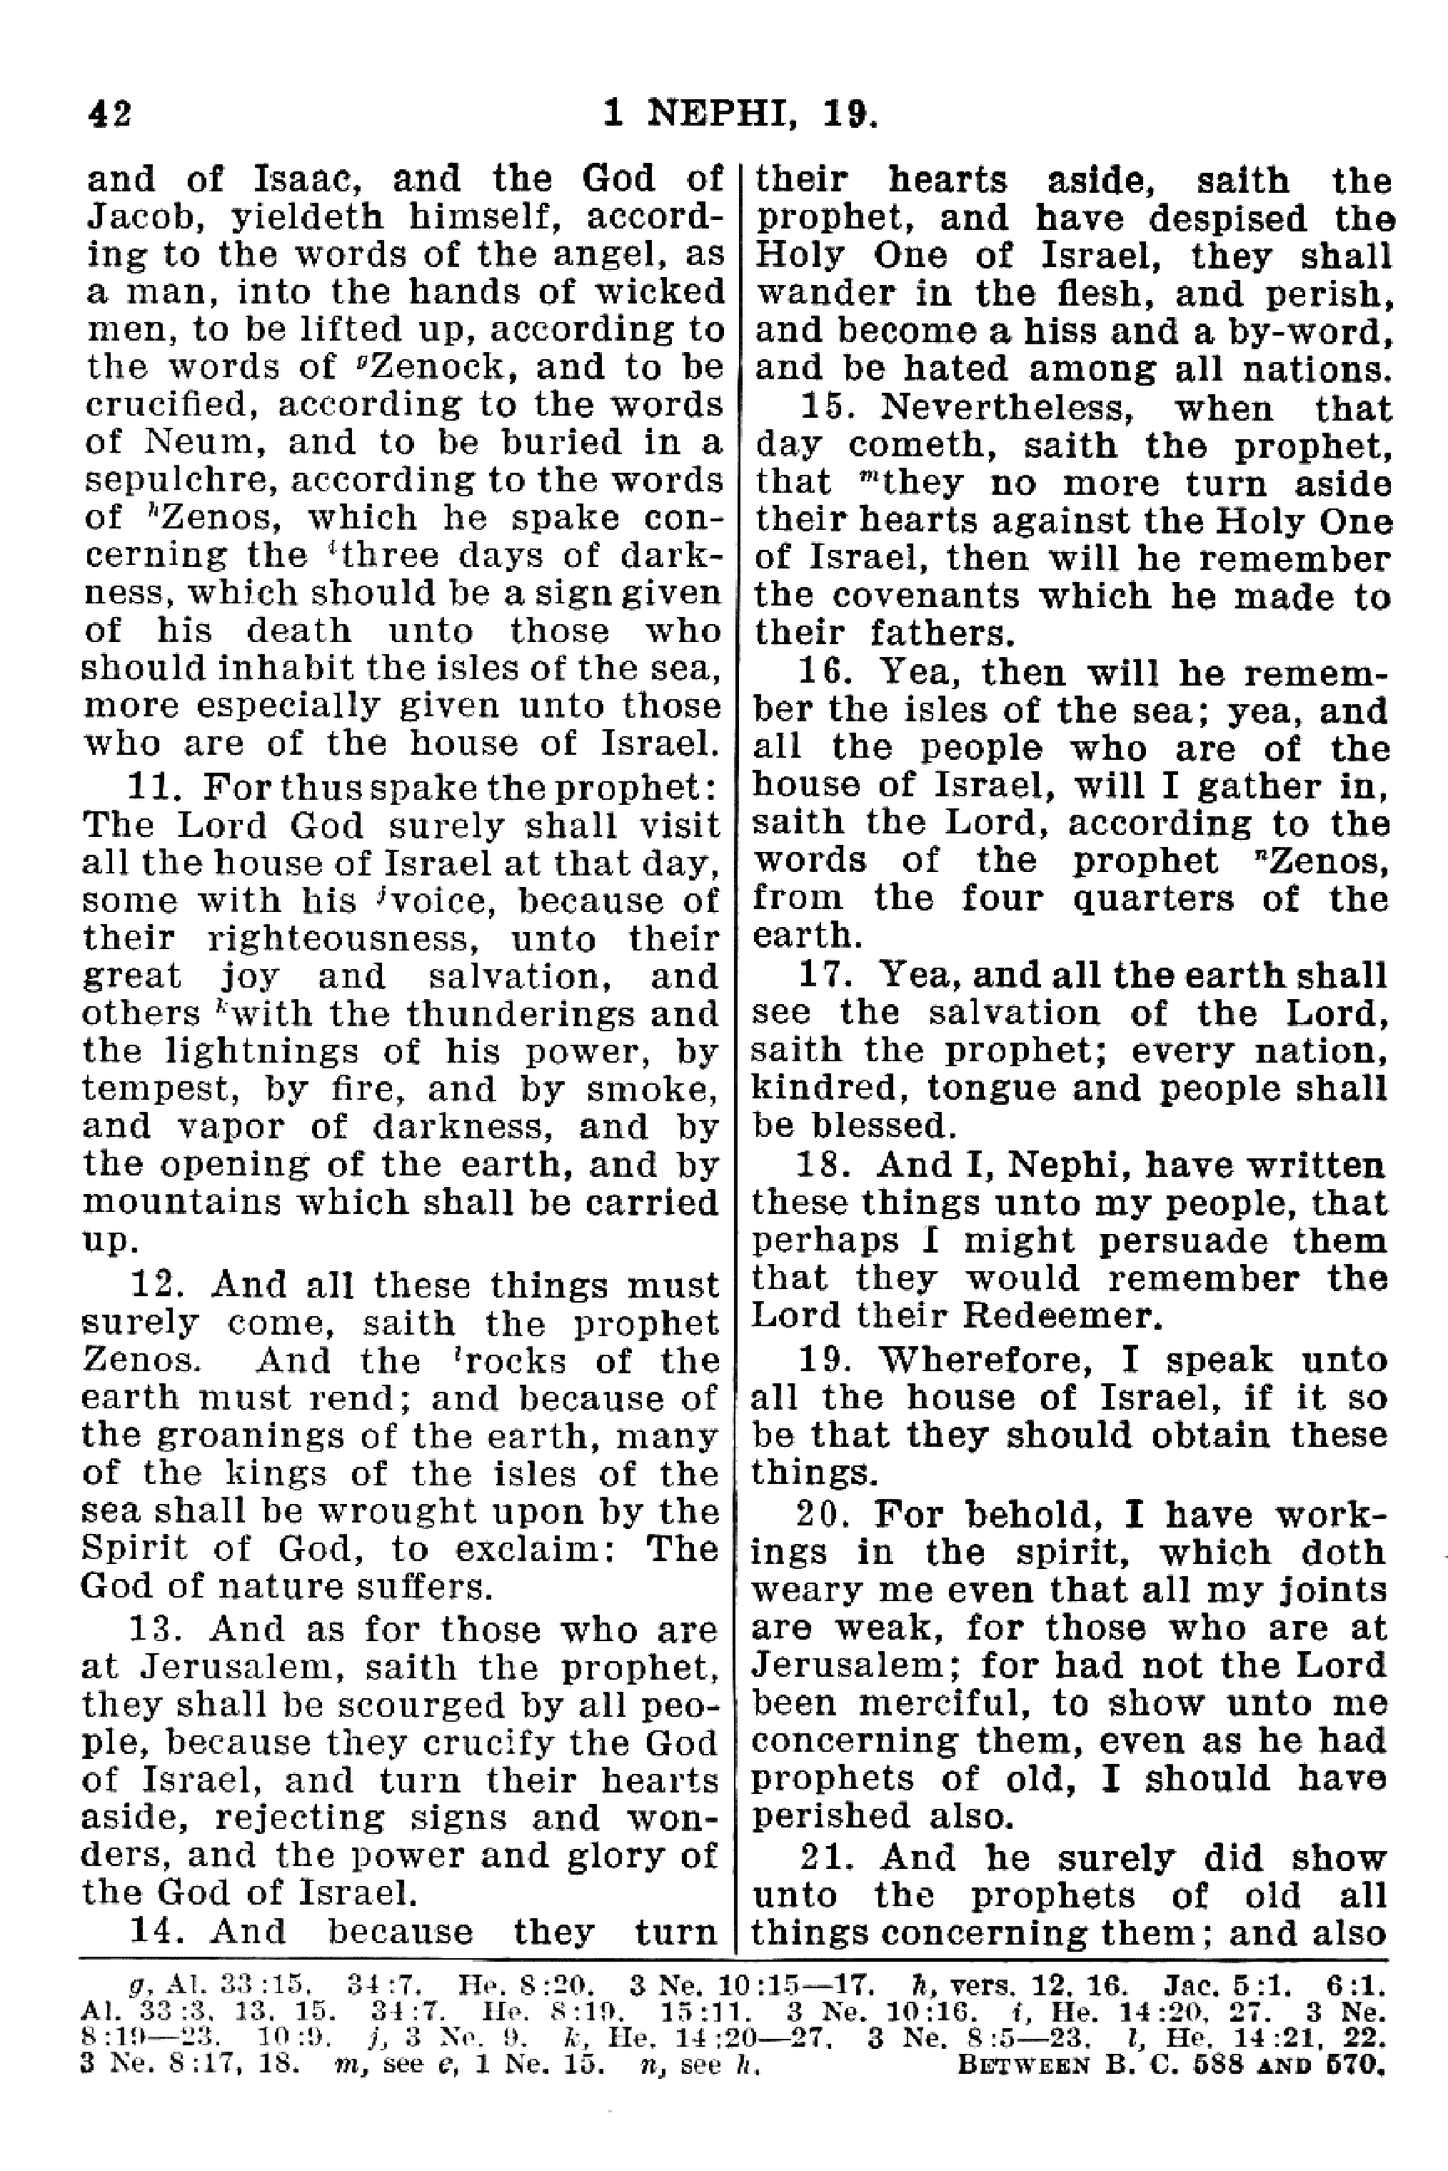 42
1 NEPHI, 19.
and of Isaac, and the God of
Jacob, yieldeth himself, accord-
ing to the words of the angel, as
a man, into the hands of wicked
men, to be lifted up, according to
the words of gZenock, and to be
crucified, according to the words
of Neum, and to be buried in a
sepulchre, according to the words
of hZenos, which he spake con-
cerning the ithree days of dark-
ness, which should be a sign given
of his death unto those who
should inhabit the isles of the sea,
more especially given unto those
who are of the house of Israel.
11. For thus spake the prophet:
The Lord God surely shall visit
all the house of Israel at that day,
some with his jvoice, because of
their righteousness, unto their
great joy and salvation, and
others kwith the thunderings and
the lightnings of his power, by
tempest, by fire, and by smoke,
and vapor of darkness, and by
the opening of the earth, and by
mountains which shall be carried
up.
12. And all these things must
surely come, saith the prophet
Zenos. And the lrocks of the
earth must rend; and because of
the groanings of the earth, many
of the kings of the isles of the
sea shall be wrought upon by the
Spirit of God, to exclaim: The
God of nature suffers.
13. And as for those who are
at Jerusalem, saith the prophet,
they shall be scourged by all peo-
ple, because they crucify the God
of Israel, and turn their hearts
aside, rejecting signs and won-
ders, and the power and glory of
the God of Israel.
14. And because they turn
their hearts aside, saith the
prophet, and have despised the
Holy One of Israel, they shall
wander in the flesh, and perish,
and become a hiss and a by-word,
and be hated among all nations.
15. Nevertheless, when that
day cometh, saith the prophet,
that mthey no more turn aside
their hearts against the Holy One
of Israel, then will he remember
the covenants which he made to
their fathers.
16. Yea, then will he remem-
ber the isles of the sea; yea, and
all the people who are of the
house of Israel, will I gather in,
saith the Lord, according to the
words of the prophet nZenos,
from the four quarters of the
earth.
17. Yea, and all the earth shall
see the salvation of the Lord,
saith the prophet; every nation,
kindred, tongue and people shall
be blessed.
18. And I, Nephi, have written
these things unto my people, that
perhaps I might persuade them
that they would remember the
Lord their Redeemer.
19. Wherefore, I speak unto
all the house of Israel, if it so
be that they should obtain these
things.
20. For behold, I have work-
ings in the spirit, which doth
weary me even that all my joints
are weak, for those who are at
Jerusalem; for had not the Lord
been merciful, to show unto me
concerning them, even as he had
prophets of old, I should have
perished also.
21. And he surely did show
unto the prophets of old all
things concerning them; and also
g, Al. 33:15. 34:7. He. 8:20. 3 Ne. 10:15—17. h, vers. 12, 16. Jac. 5:1. 6:1.
Al. 33:3, 13, 15. 34:7. He. 8:19. 15:11. 3 Ne. 10:16. i, He. 14:20, 27. 3 Ne.
8:19—23. 10:9. j, 3 Ne. 9. k, He. 14:20—27. 3 Ne. 8:5—23. l, He. 14:21, 22.
3 Ne. 8:17, 18. m, see e, 1 Ne. 15. n, see h. BETWEEN B. C. 588 AND 570.